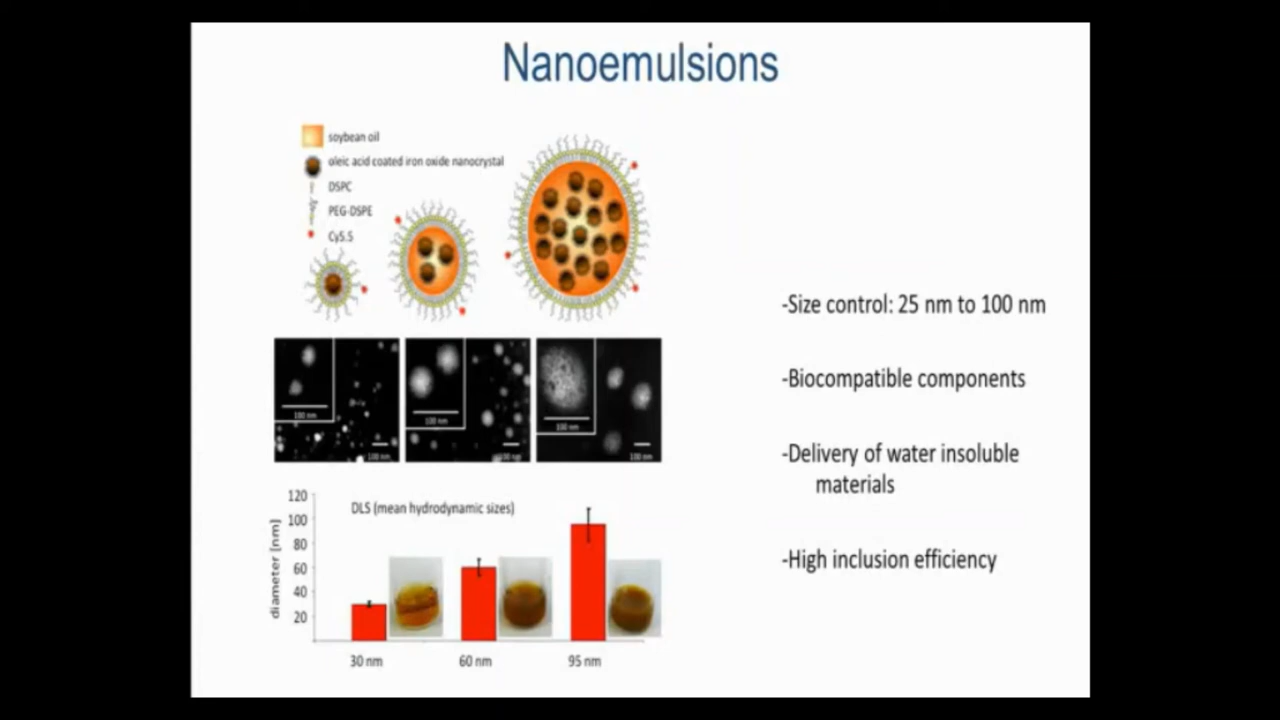 Nanoemulsions
soybean oil
oleic acid coated iron oxide nanocrystal
DSPC
PEG-DSPE
Cy5.5
100 nm
100 nm
100 nm
100 nm
100 nm
100 nm
DLS (mean hydrodynamic sizes)
diameter [nm]
120
100
80
60
40
20
30 nm
60 nm
95 nm
-Size control: 25 nm to 100 nm
-Biocompatible components
-Delivery of water insoluble
materials
-High inclusion efficiency